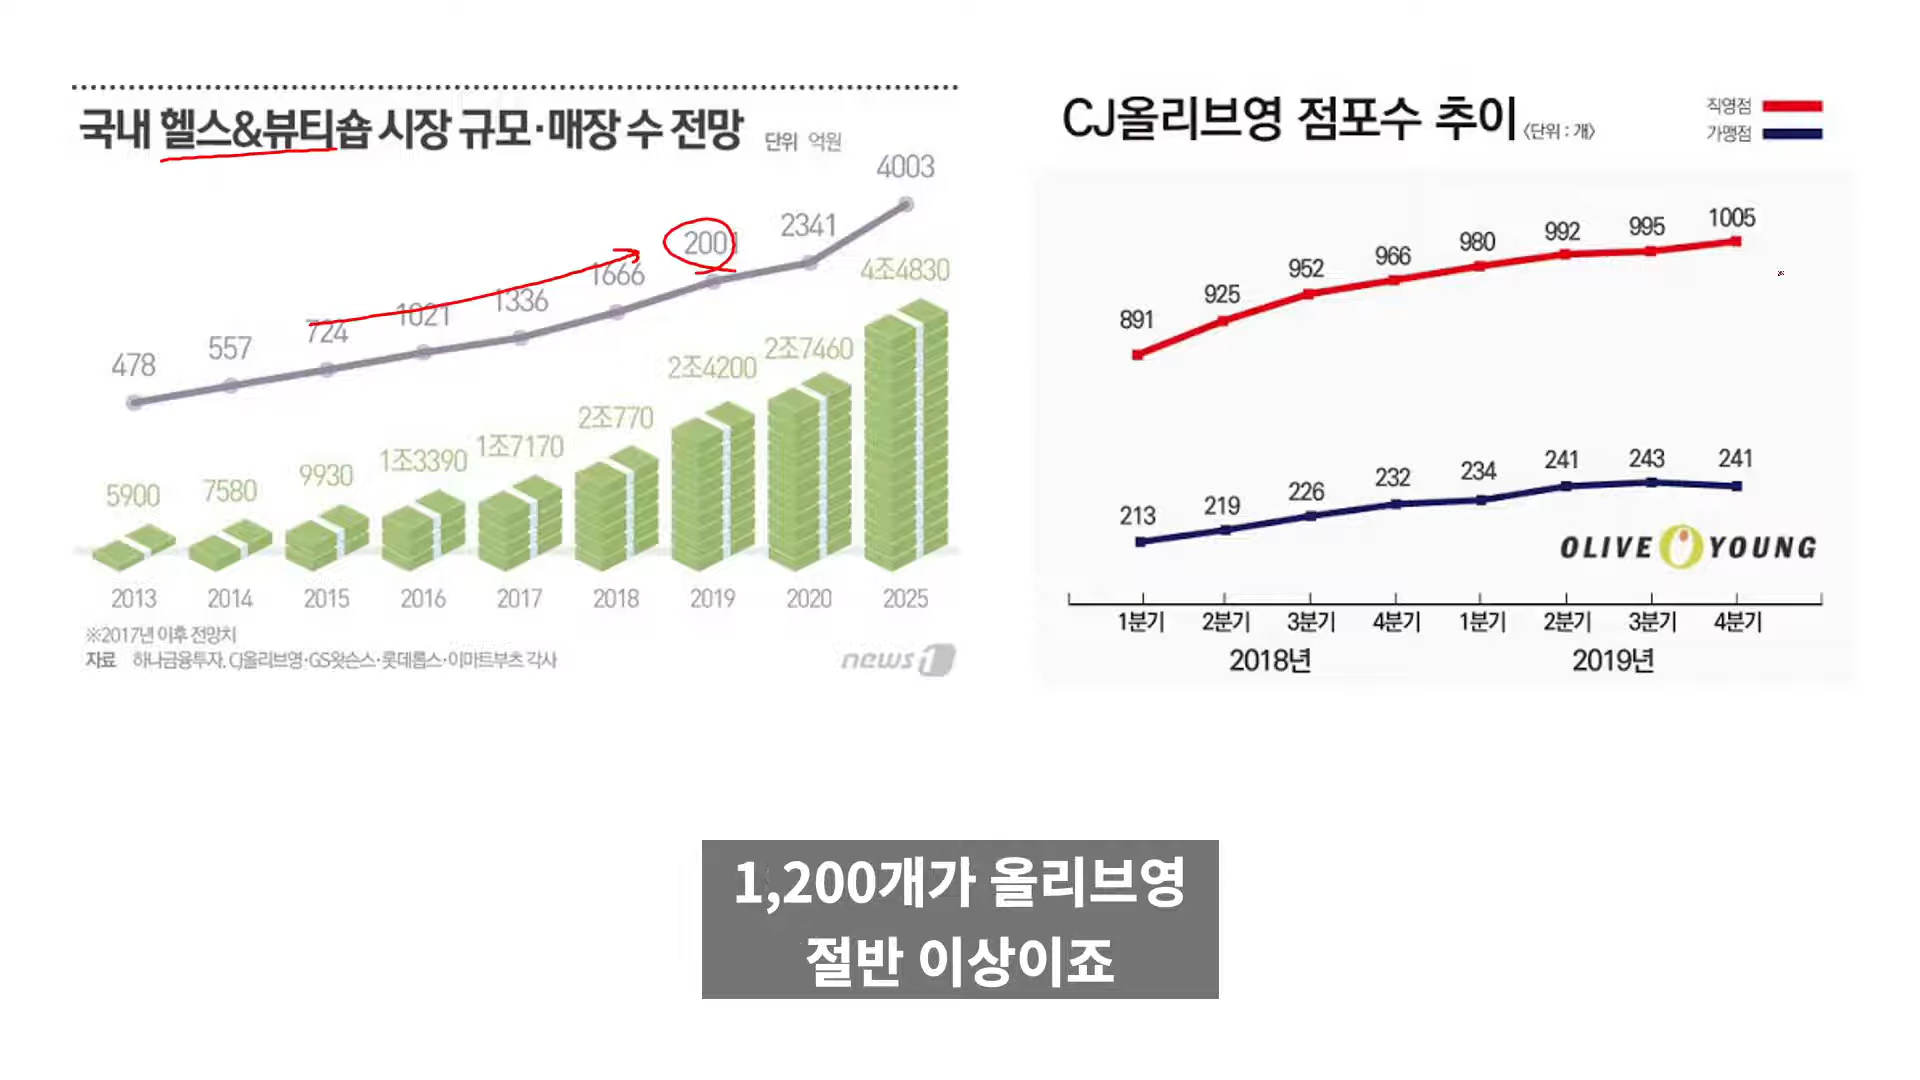 국내 헬스&뷰티숍 시장 규모·매장 수 전망 단위 억원
478 557 724 1021 1336 1666 2001 2341 4003
5900 7580 9930 1조3390 1조7170 2조770 2조4200 2조7460 4조4830
2013 2014 2015 2016 2017 2018 2019 2020 2025
※2017년 이후 전망치
자료 하나금융투자, CJ올리브영·GS왓슨스·롯데롭스·이마트부츠 각사
news1
CJ올리브영 점포수 추이 <단위 : 개>
직영점
가맹점
891 925 952 966 980 992 995 1005
213 219 226 232 234 241 243 241
OLIVE YOUNG
1분기 2분기 3분기 4분기 1분기 2분기 3분기 4분기
2018년 2019년
1,200개가 올리브영
절반 이상이죠